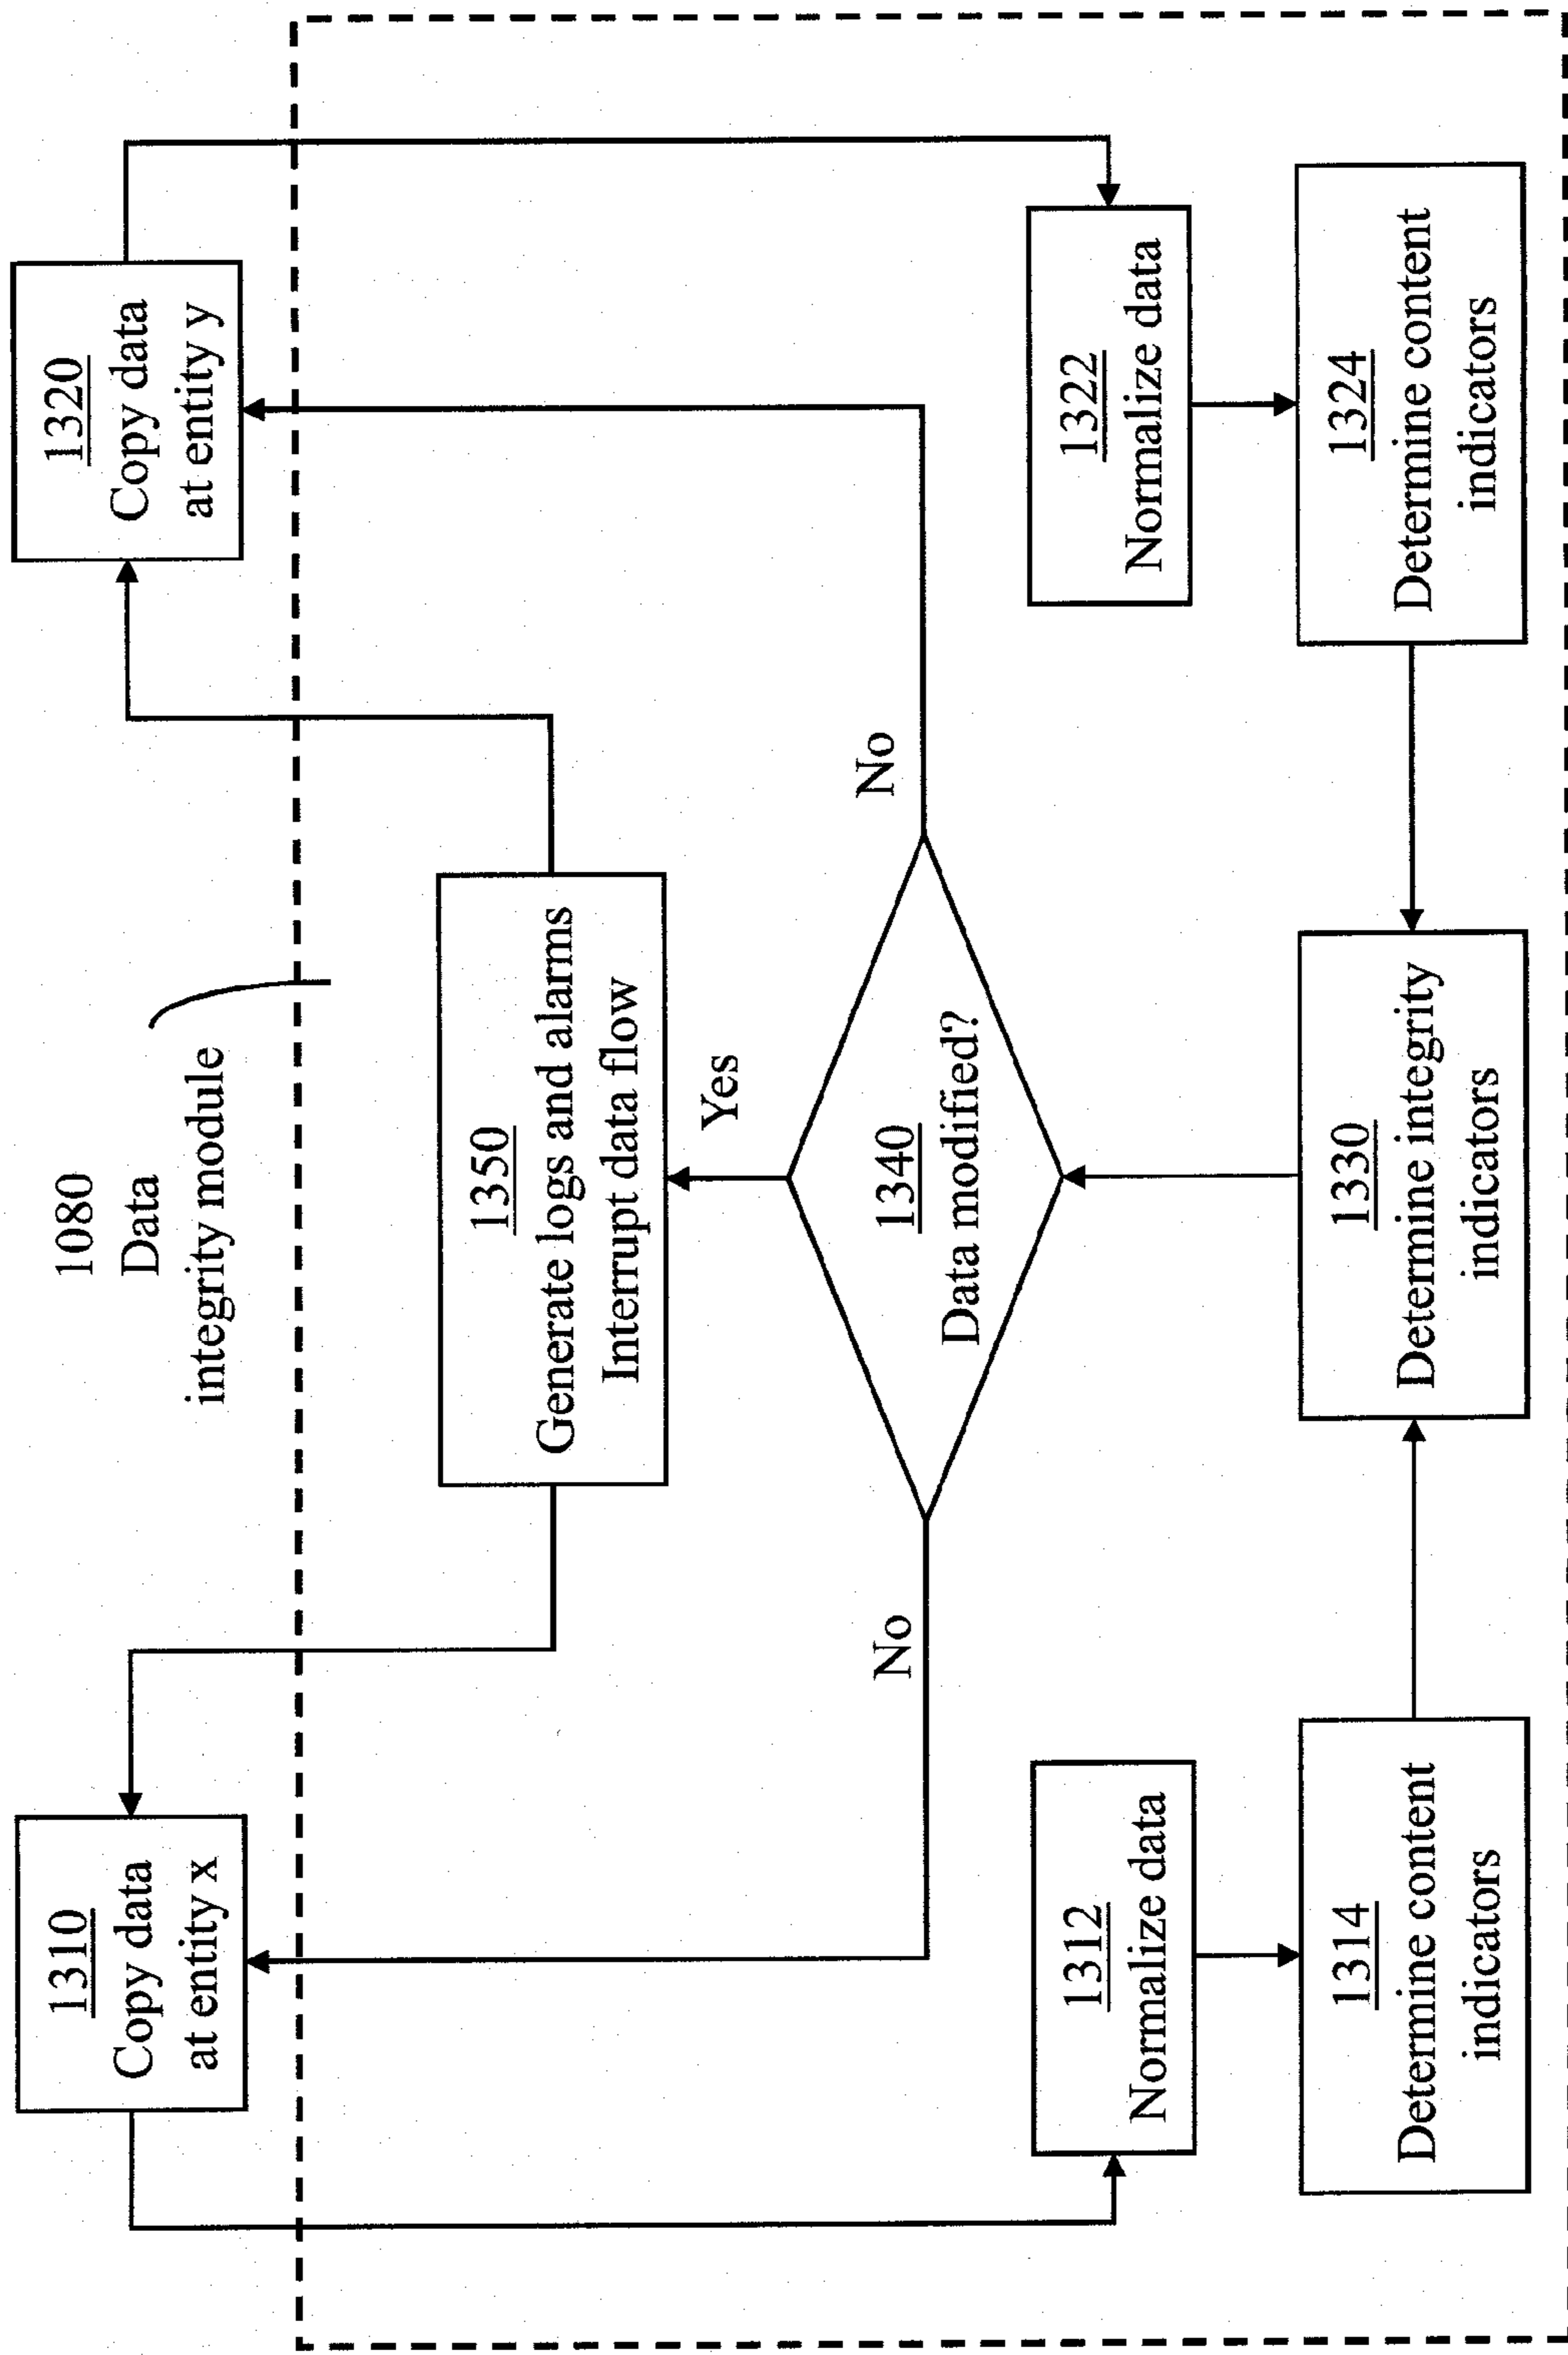 1080
Data
integrity module
1310
Copy data
at entity x
1320
Copy data
at entity y
1350
Generate logs and alarms
Interrupt data flow
Yes
No
No
1340
Data modified?
1312
Normalize data
1322
Normalize data
1314
Determine content
indicators
1330
Determine integrity
indicators
1324
Determine content
indicators